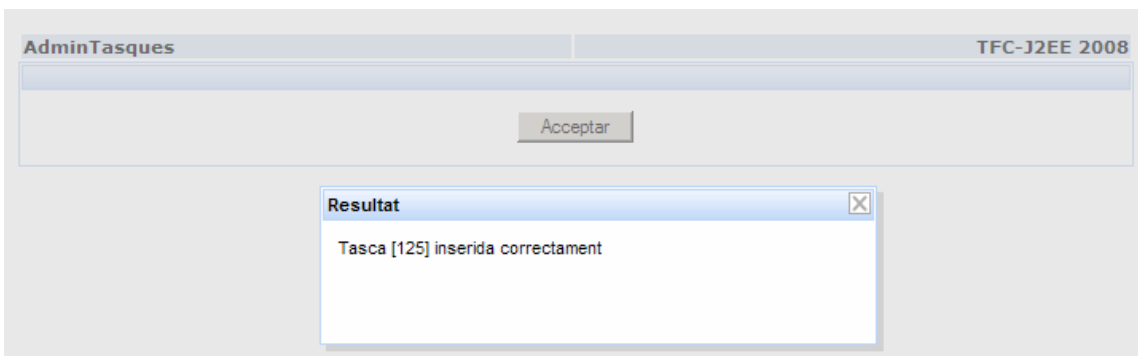 AdminTasques TFC-J2EE 2008
Acceptar
Resultat
Tasca [125] inserida correctament